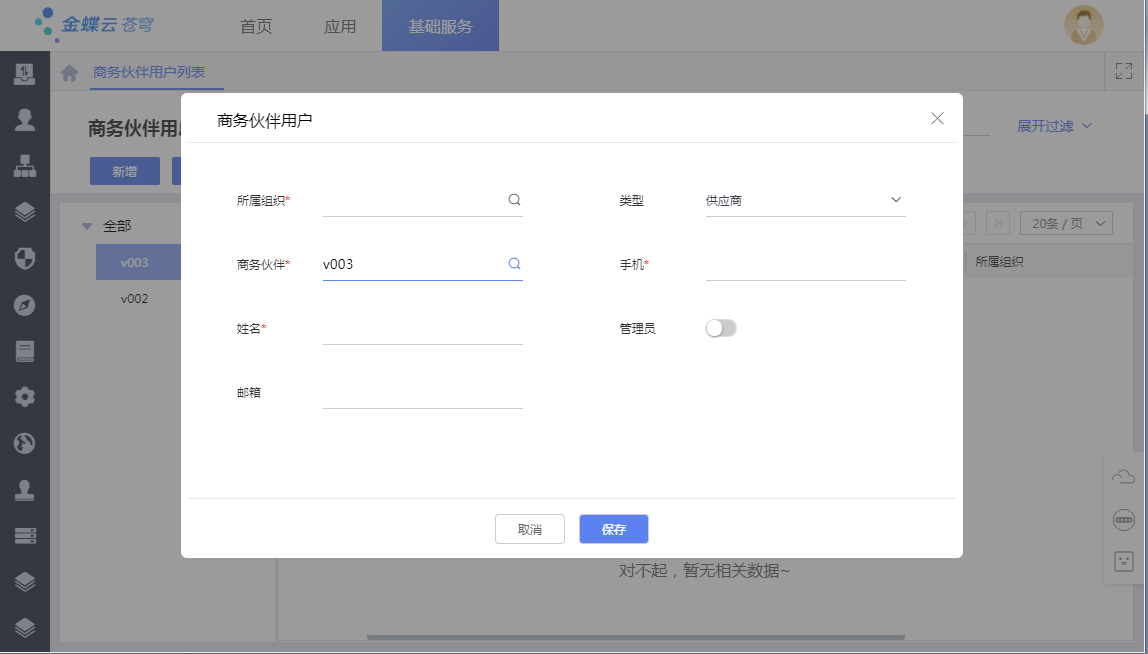 金蝶云 苍穹
首页
应用
基础服务
商务伙伴用户列表
商务伙伴用户
展开过滤
新增
全部
v003
v002
20条 / 页
所属组织
商务伙伴用户
所属组织*
类型
供应商
商务伙伴*
v003
手机*
姓名*
管理员
邮箱
取消
保存
对不起，暂无相关数据~